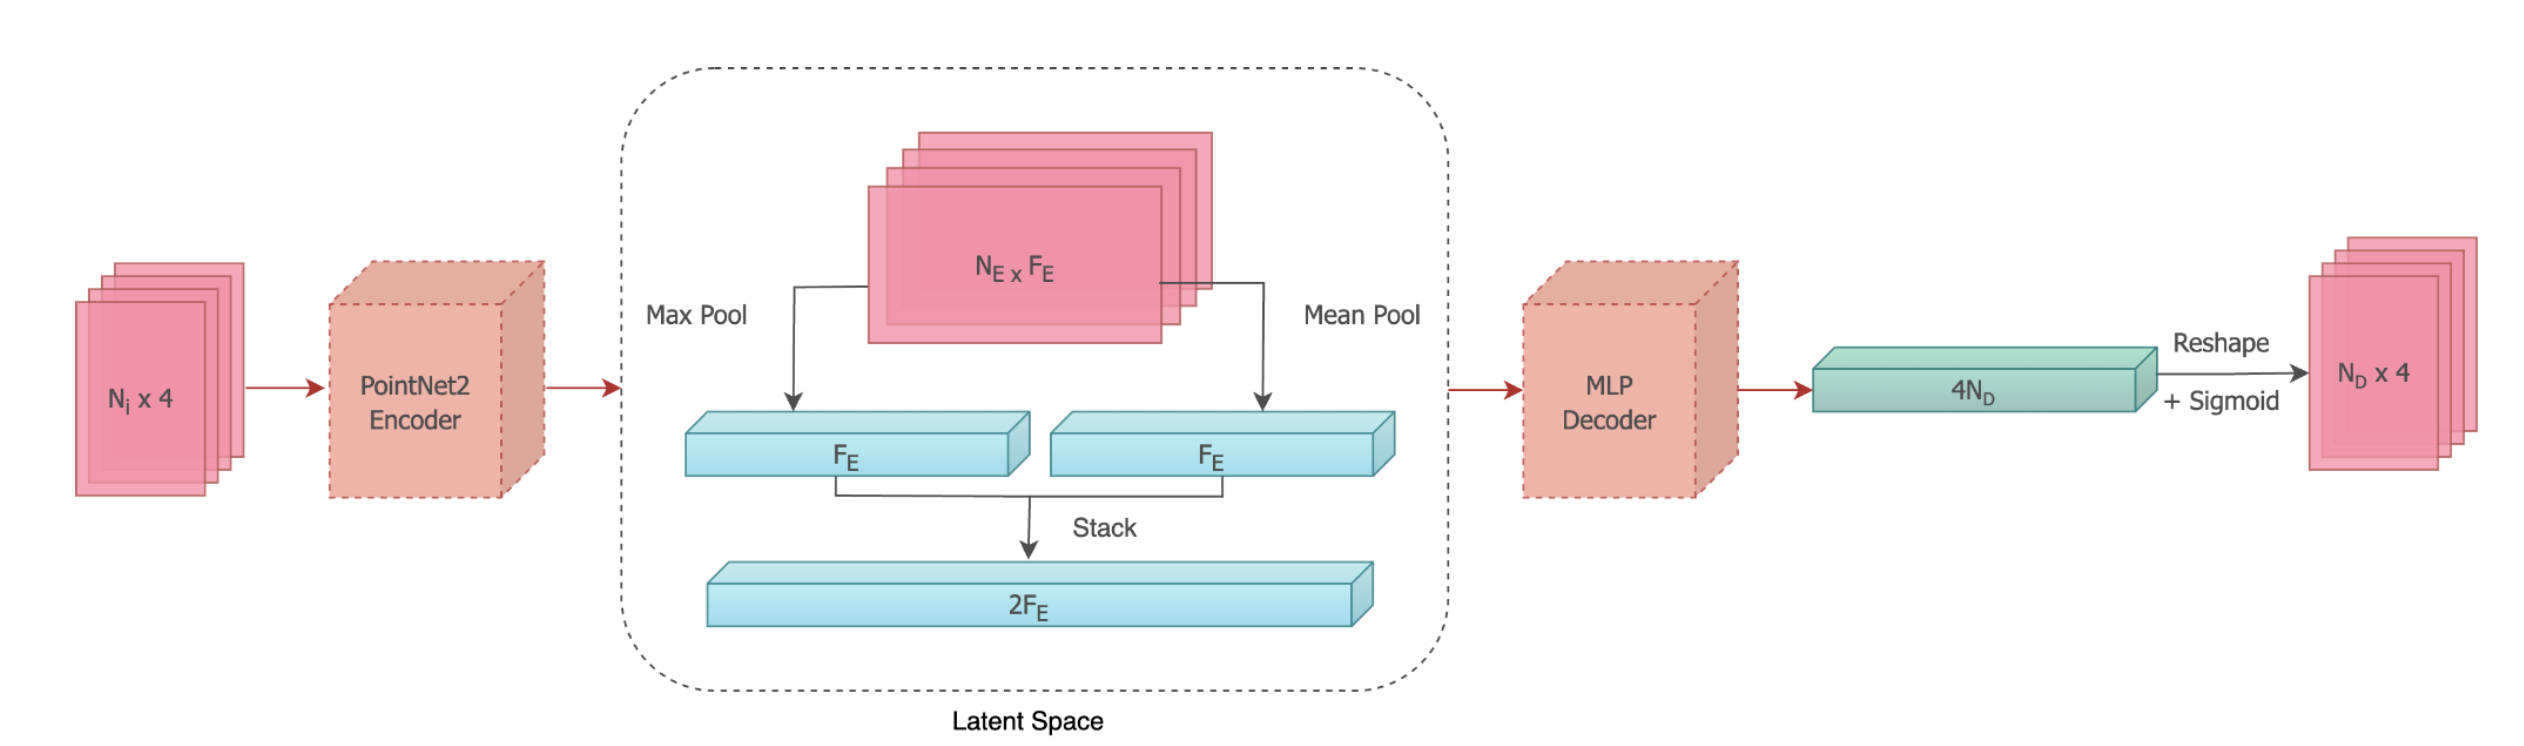 N_i x 4
PointNet2
Encoder
N_E x F_E
Max Pool
Mean Pool
F_E
F_E
Stack
2F_E
Latent Space
MLP
Decoder
4N_D
Reshape
+ Sigmoid
N_D x 4